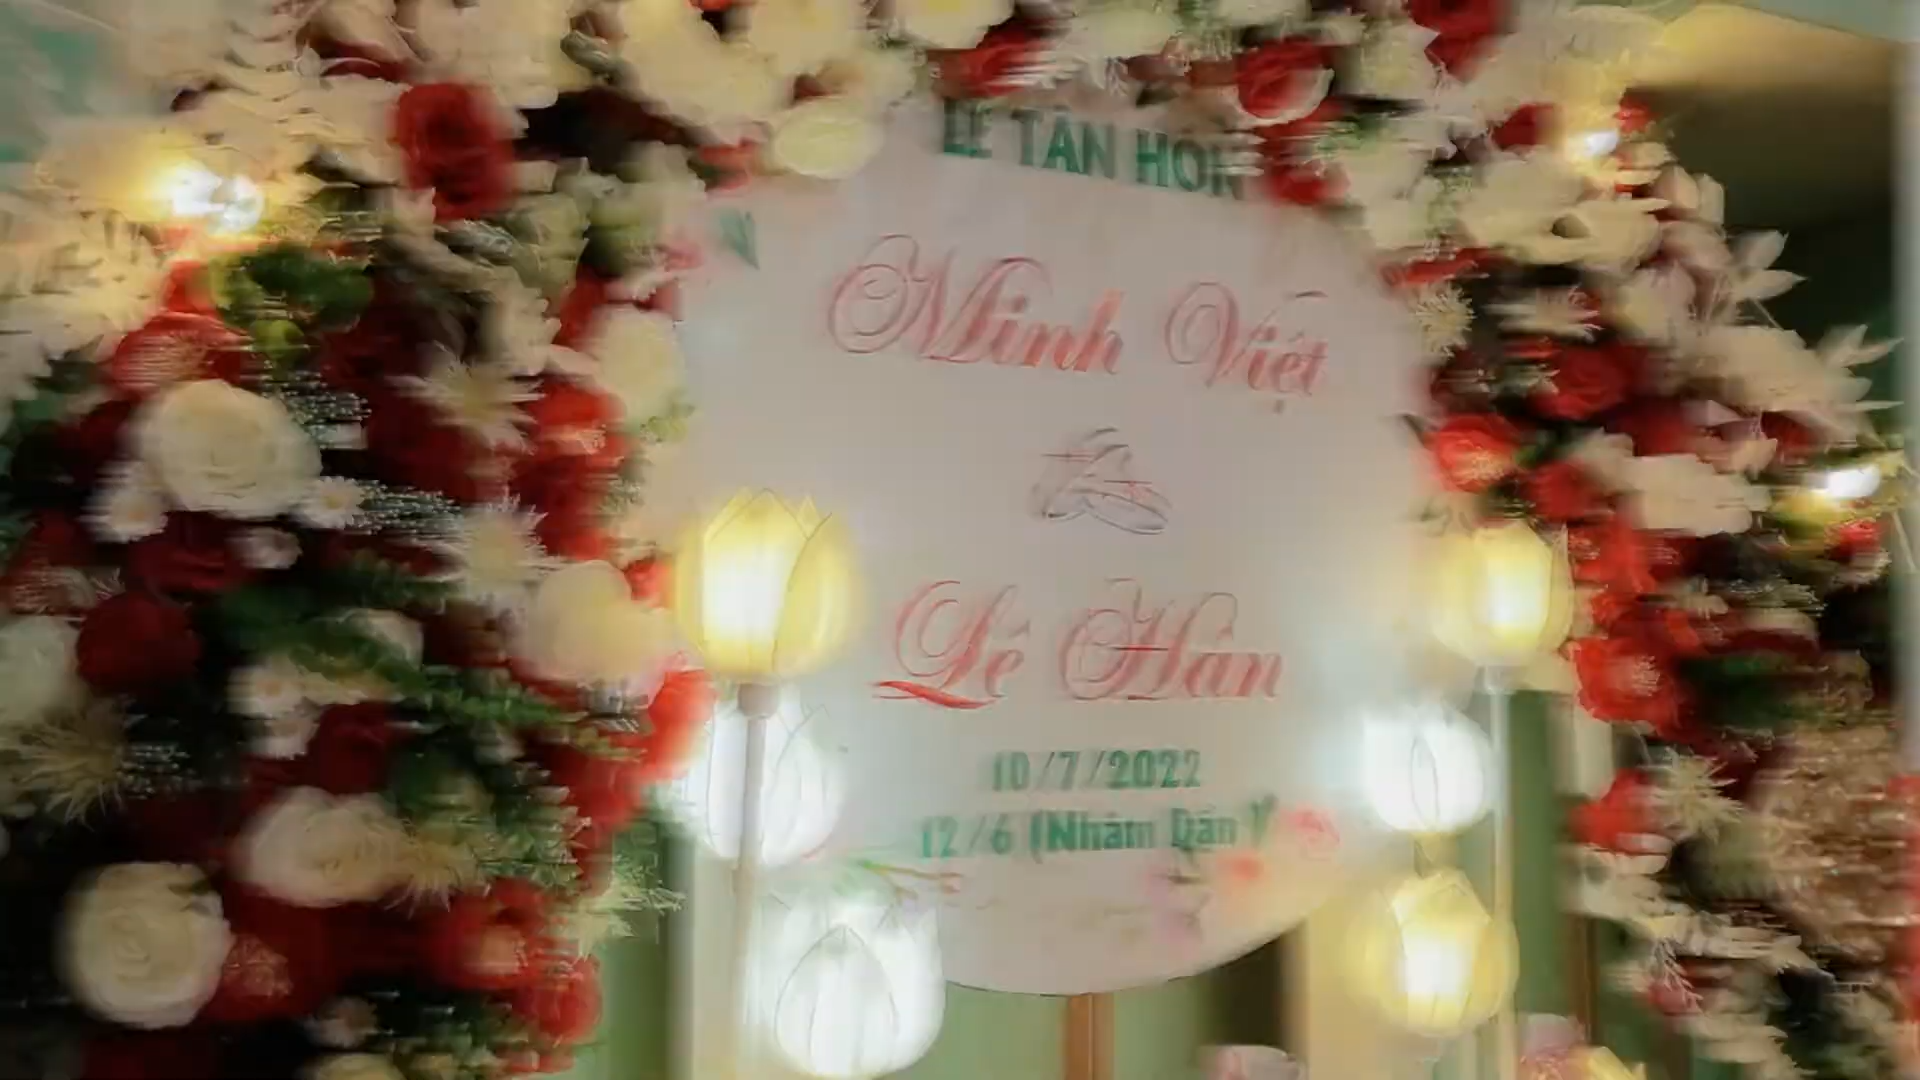 LỄ TÂN HÔN
Minh Việt
Lê Hân
10/7/2022
12/6 (Nhâm Dần)